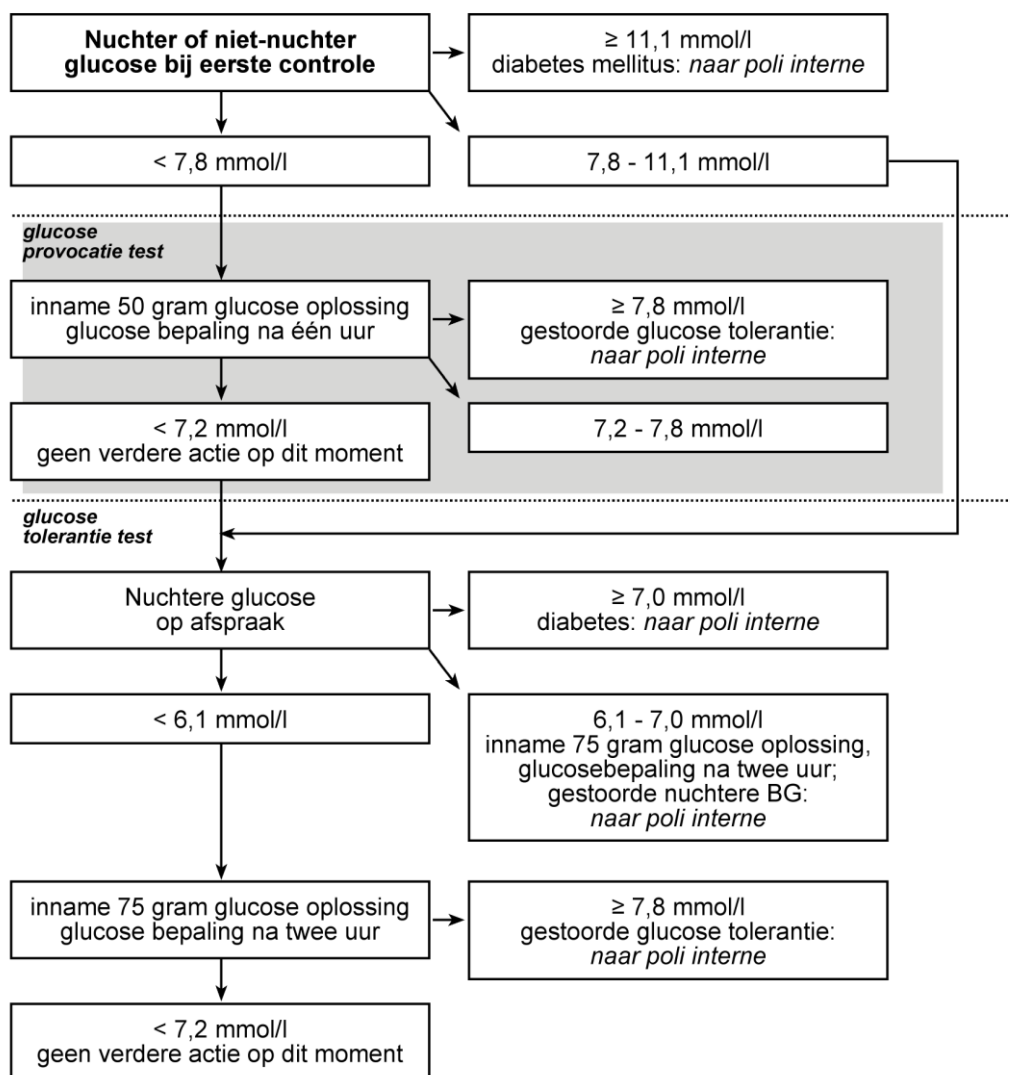 Nuchter of niet-nuchter
glucose bij eerste controle
≥ 11,1 mmol/l
diabetes mellitus: naar poli interne
< 7,8 mmol/l
7,8 - 11,1 mmol/l
glucose
provocatie test
inname 50 gram glucose oplossing
glucose bepaling na één uur
≥ 7,8 mmol/l
gestoorde glucose tolerantie:
naar poli interne
< 7,2 mmol/l
geen verdere actie op dit moment
7,2 - 7,8 mmol/l
glucose
tolerantie test
Nuchtere glucose
op afspraak
≥ 7,0 mmol/l
diabetes: naar poli interne
< 6,1 mmol/l
6,1 - 7,0 mmol/l
inname 75 gram glucose oplossing,
glucosebepaling na twee uur;
gestoorde nuchtere BG:
naar poli interne
inname 75 gram glucose oplossing
glucose bepaling na twee uur
≥ 7,8 mmol/l
gestoorde glucose tolerantie:
naar poli interne
< 7,2 mmol/l
geen verdere actie op dit moment